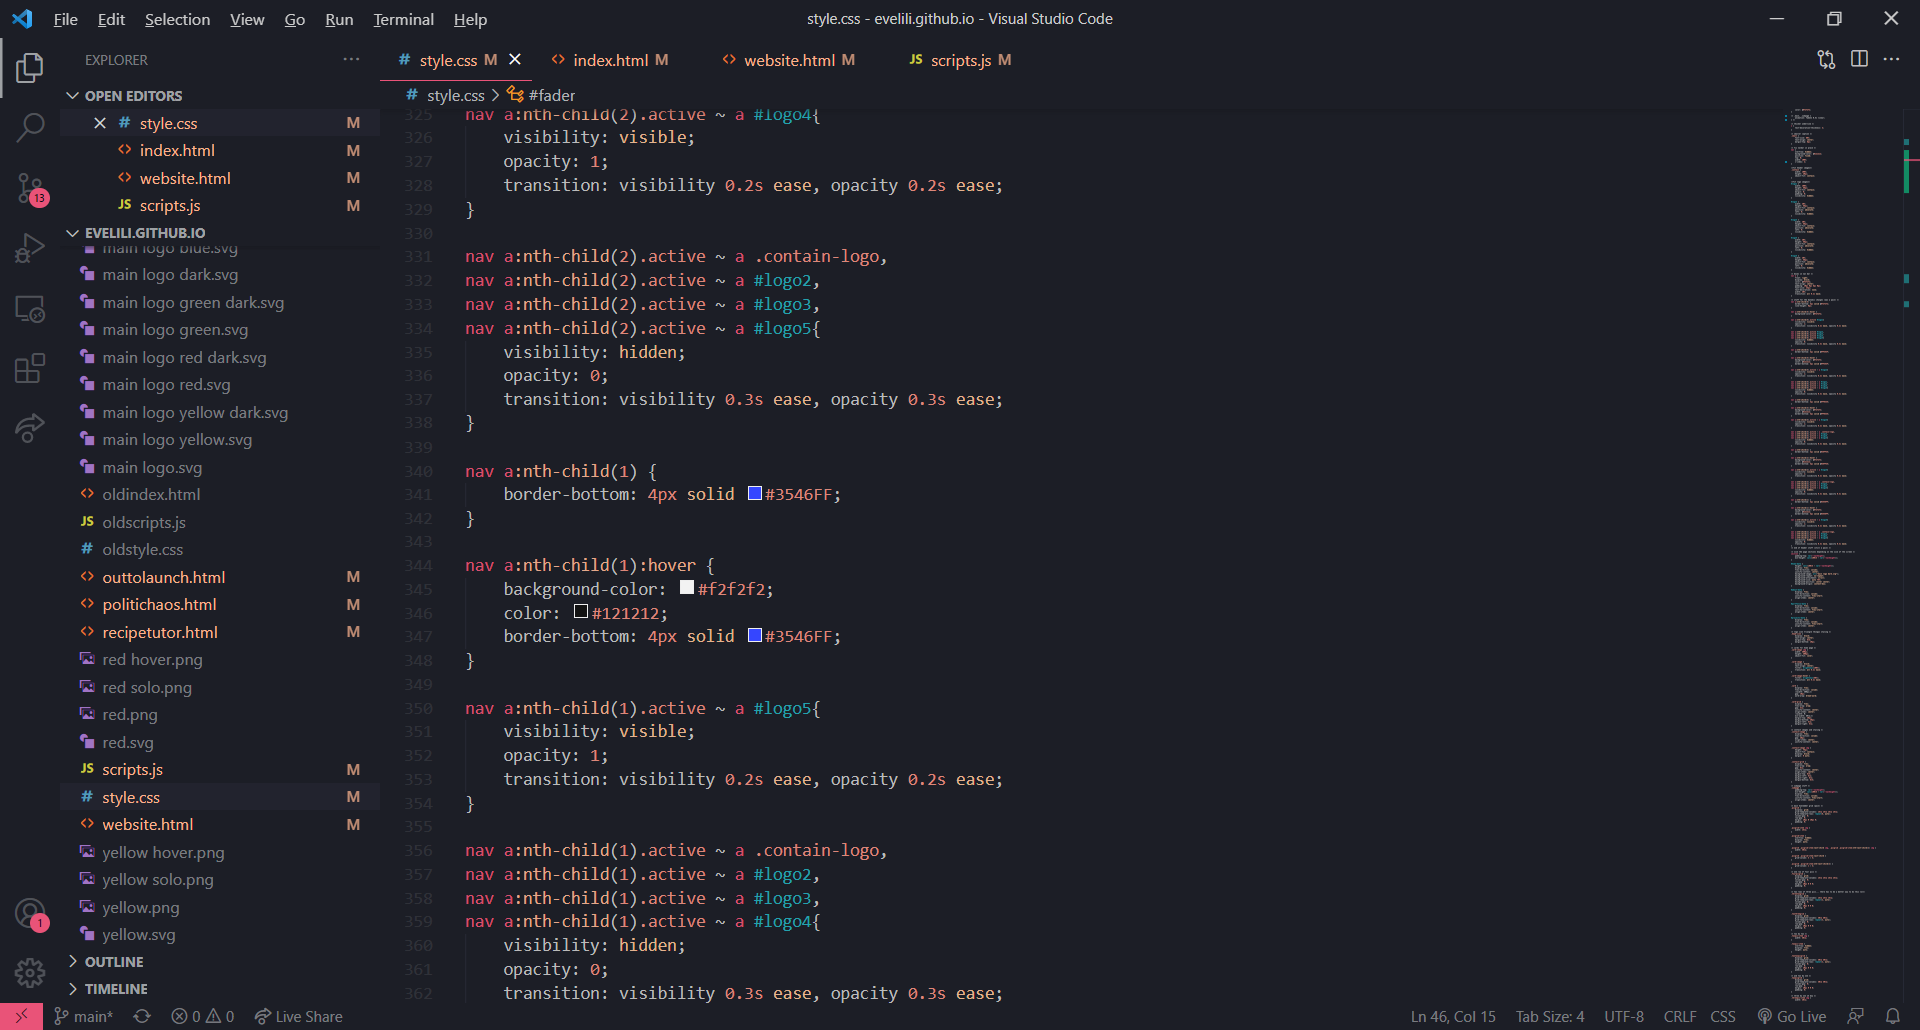 File Edit Selection View Go Run Terminal Help
style.css - evelili.github.io - Visual Studio Code
EXPLORER
# style.css M
<> index.html M
<> website.html M
JS scripts.js M
# style.css > #fader
OPEN EDITORS
# style.css M
<> index.html M
<> website.html M
JS scripts.js M
EVELILI.GITHUB.IO
main logo blue.svg
main logo dark.svg
main logo green dark.svg
main logo green.svg
main logo red dark.svg
main logo red.svg
main logo yellow dark.svg
main logo yellow.svg
main logo.svg
<> oldindex.html
JS oldscripts.js
# oldstyle.css
<> outtolaunch.html M
<> politichaos.html M
<> recipetutor.html M
red hover.png
red solo.png
red.png
red.svg
JS scripts.js M
# style.css M
<> website.html M
yellow hover.png
yellow solo.png
yellow.png
yellow.svg
OUTLINE
TIMELINE
13
1
325 nav a:nth-child(2).active ~ a #logo4{
326 visibility: visible;
327 opacity: 1;
328 transition: visibility 0.2s ease, opacity 0.2s ease;
329 }
330
331 nav a:nth-child(2).active ~ a .contain-logo,
332 nav a:nth-child(2).active ~ a #logo2,
333 nav a:nth-child(2).active ~ a #logo3,
334 nav a:nth-child(2).active ~ a #logo5{
335 visibility: hidden;
336 opacity: 0;
337 transition: visibility 0.3s ease, opacity 0.3s ease;
338 }
339
340 nav a:nth-child(1) {
341 border-bottom: 4px solid #3546FF;
342 }
343
344 nav a:nth-child(1):hover {
345 background-color: #f2f2f2;
346 color: #121212;
347 border-bottom: 4px solid #3546FF;
348 }
349
350 nav a:nth-child(1).active ~ a #logo5{
351 visibility: visible;
352 opacity: 1;
353 transition: visibility 0.2s ease, opacity 0.2s ease;
354 }
355
356 nav a:nth-child(1).active ~ a .contain-logo,
357 nav a:nth-child(1).active ~ a #logo2,
358 nav a:nth-child(1).active ~ a #logo3,
359 nav a:nth-child(1).active ~ a #logo4{
360 visibility: hidden;
361 opacity: 0;
362 transition: visibility 0.3s ease, opacity 0.3s ease;
main* 0 0 Live Share
Ln 46, Col 15 Tab Size: 4 UTF-8 CRLF CSS Go Live